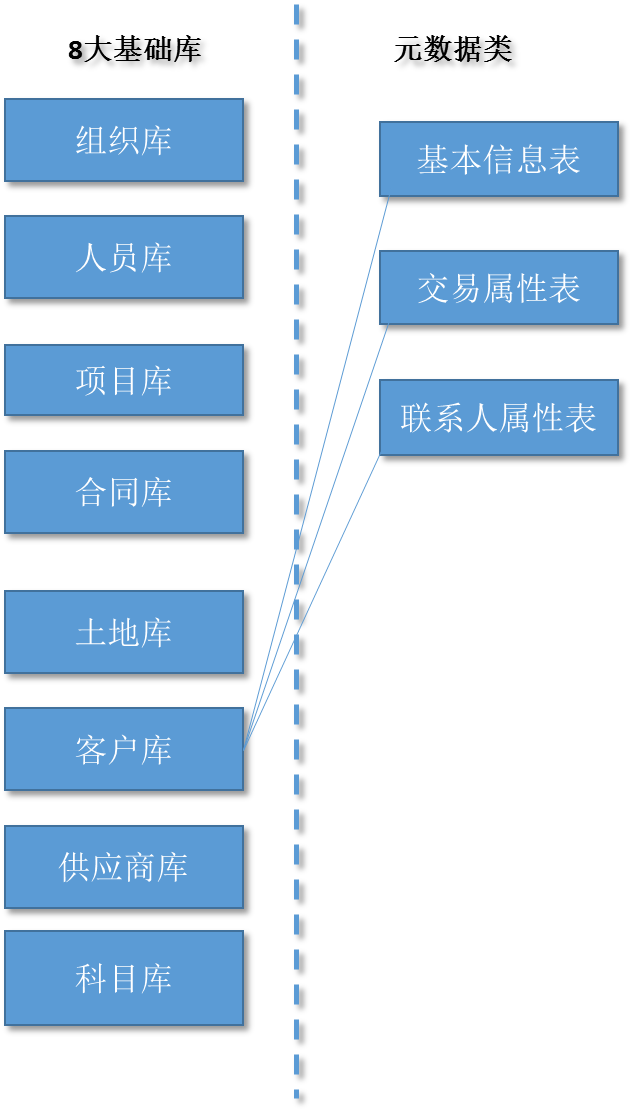 8大基础库
元数据类
组织库
人员库
项目库
合同库
土地库
客户库
供应商库
科目库
基本信息表
交易属性表
联系人属性表